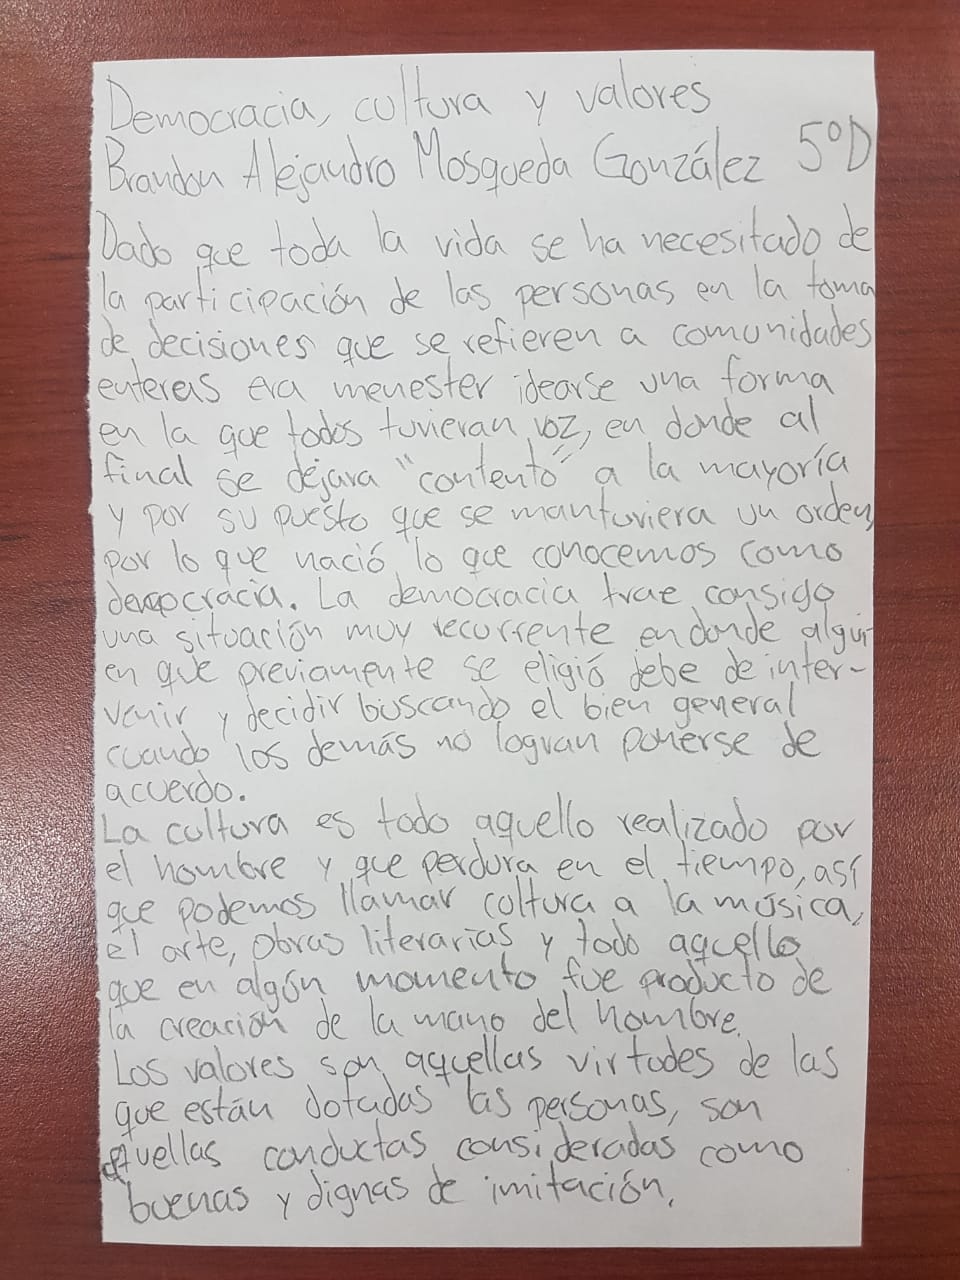 Democracia, cultura y valores
Brandon Alejandro Mosqueda González 5°D
Dado que toda la vida se ha necesitado de
la participación de las personas en la toma
de decisiones que se refieren a comunidades
enteras era menester idearse una forma
en la que todos tuvieran voz, en donde al
final se dejara "contento" a la mayoría
y por supuesto que se mantuviera un orden,
por lo que nació lo que conocemos como
democracia. La democracia trae consigo
una situación muy recurrente en donde algui
en que previamente se eligió debe de inter-
venir y decidir buscando el bien general
cuando los demás no logran ponerse de
acuerdo.
La cultura es todo aquello realizado por
el hombre y que perdura en el tiempo, así
que podemos llamar cultura a la música,
el arte, obras literarias y todo aquello
que en algún momento fue producto de
la creación de la mano del hombre.
Los valores son aquellas virtudes de las
que están dotadas las personas, son
aquellas conductas consideradas como
buenas y dignas de imitación.